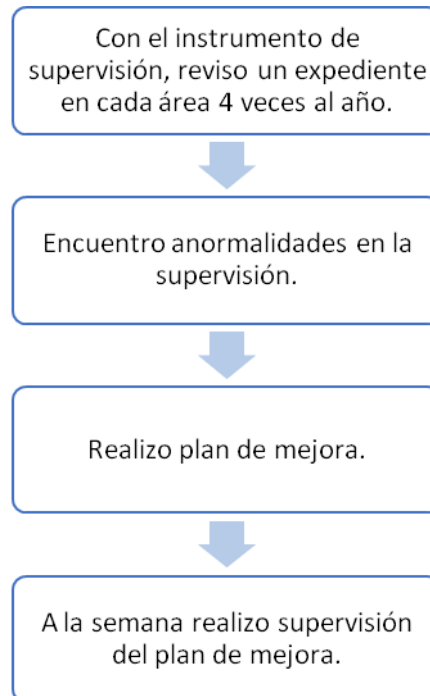 Con el instrumento de
supervisión, reviso un expediente
en cada área 4 veces al año.
Encuentro anormalidades en la
supervisión.
Realizo plan de mejora.
A la semana realizo supervisión
del plan de mejora.